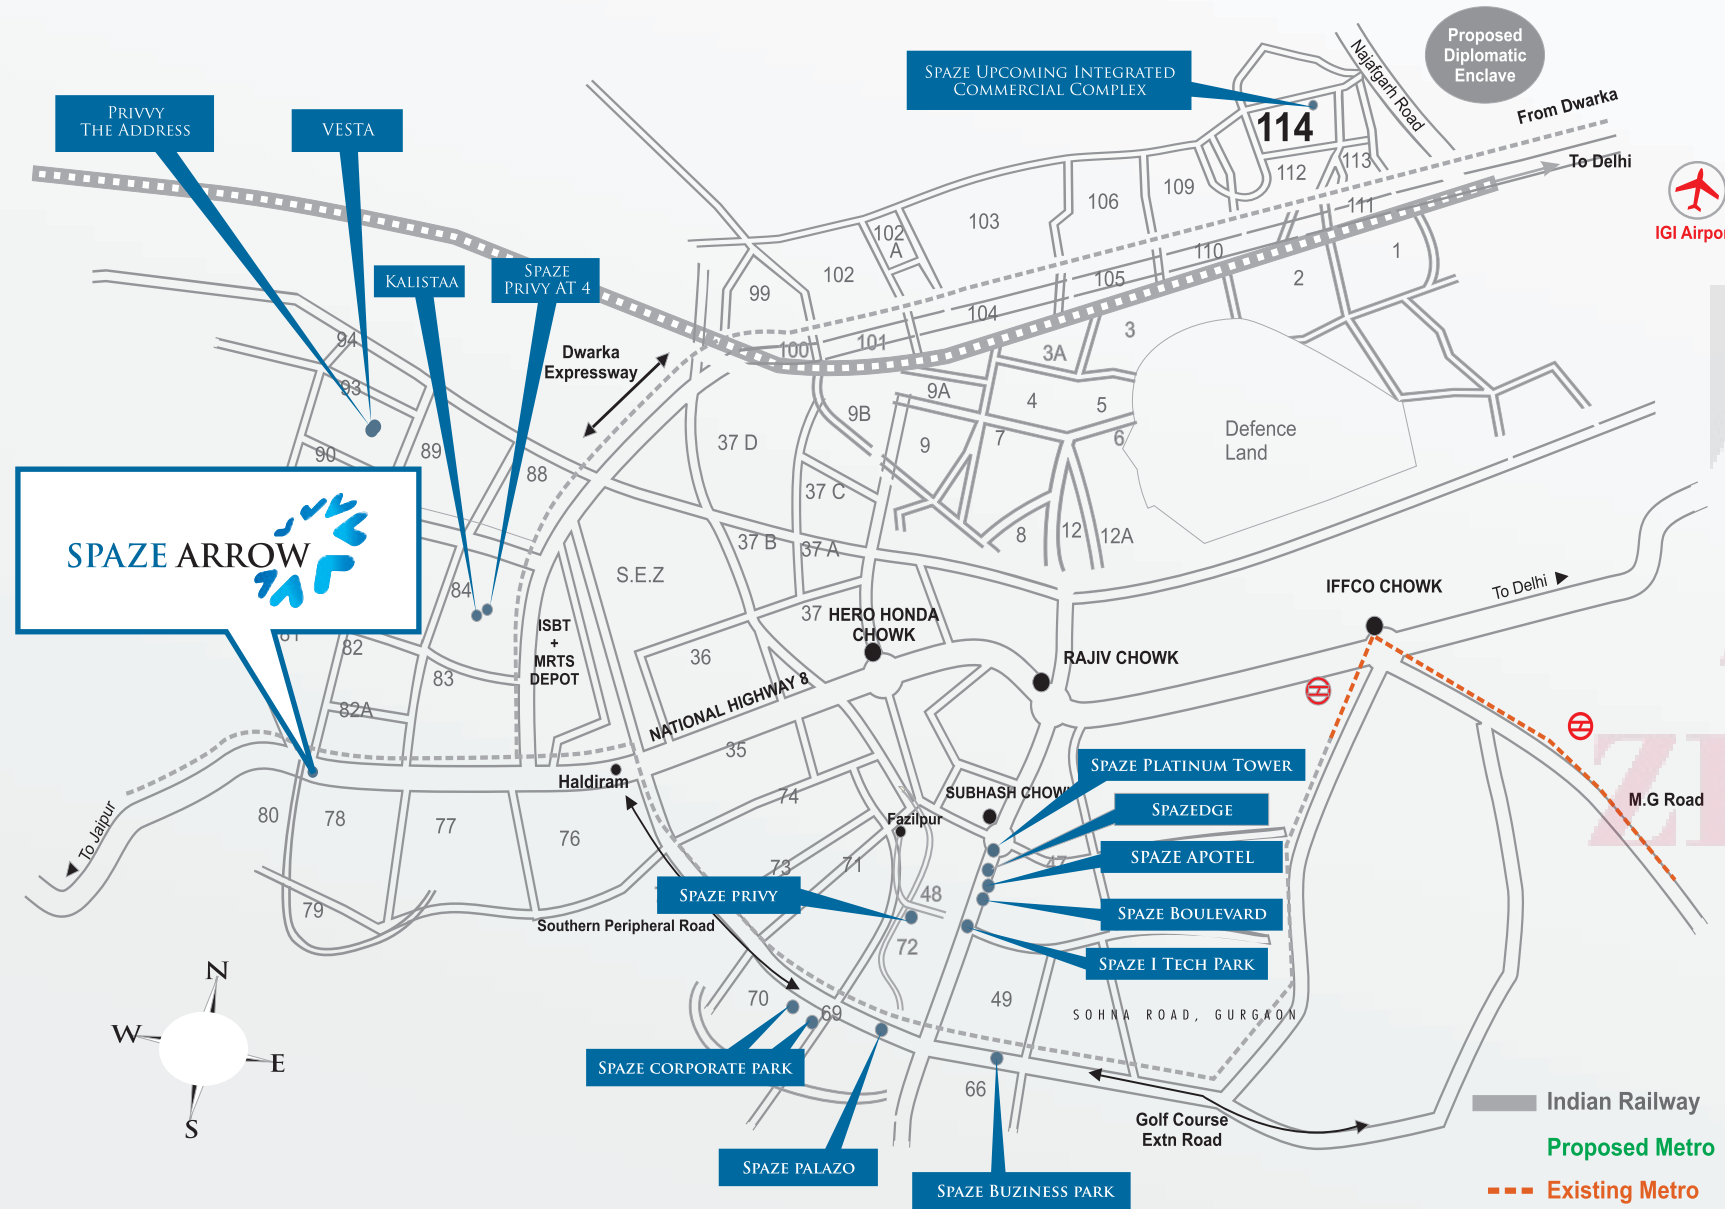 Proposed
Diplomatic
Enclave
Najafgarh Road
SPAZE UPCOMING INTEGRATED
COMMERCIAL COMPLEX
From Dwarka
PRIVVY
THE ADDRESS
VESTA
114
113
To Delhi
112
109
106
103
111
IGI Airpor
102
A
110
1
102
105
2
KALISTAA
SPAZE
PRIVY AT 4
99
104
3
94
101
100
3A
Dwarka
Expressway
93
9A
4
5
9B
37 D
9
7
6
Defence
Land
90
89
88
37 C
8
12
12A
37 B
37 A
SPAZE ARROW
S.E.Z
84
IFFCO CHOWK
To Delhi
ISBT
+
MRTS
DEPOT
37
HERO HONDA
CHOWK
81
82
36
RAJIV CHOWK
83
82A
NATIONAL HIGHWAY 8
35
SPAZE PLATINUM TOWER
Haldiram
SUBHASH CHOW
74
SPAZEDGE
M.G Road
Fazilpur
80
78
77
76
To Jaipur
73
71
47
SPAZE APOTEL
48
SPAZE PRIVY
79
SPAZE BOULEVARD
Southern Peripheral Road
72
SPAZE I TECH PARK
N
70
69
49
SOHNA ROAD, GURGAON
W
E
S
SPAZE CORPORATE PARK
66
Golf Course
Extn Road
SPAZE PALAZO
SPAZE BUZINESS PARK
Indian Railway
Proposed Metro
Existing Metro